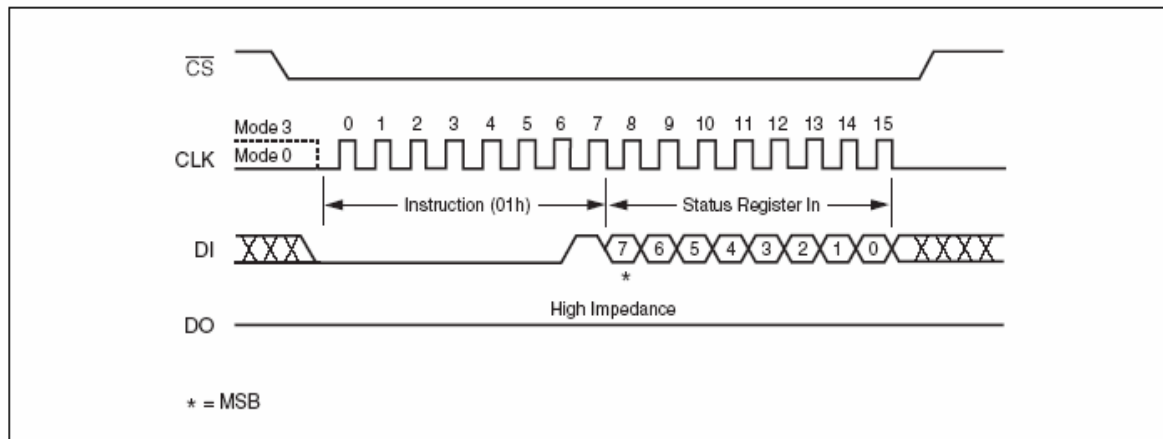 CS
Mode 3
0 1 2 3 4 5 6 7 8 9 10 11 12 13 14 15
CLK
Mode 0
Instruction (01h)
Status Register In
DI
7 6 5 4 3 2 1 0
*
High Impedance
DO
* = MSB